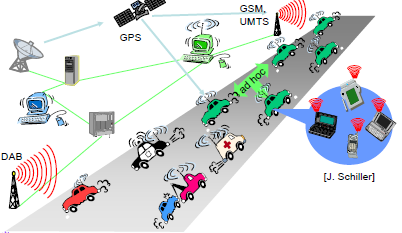 GSM,
UMTS
GPS
ad hoc
DAB
[J. Schiller]